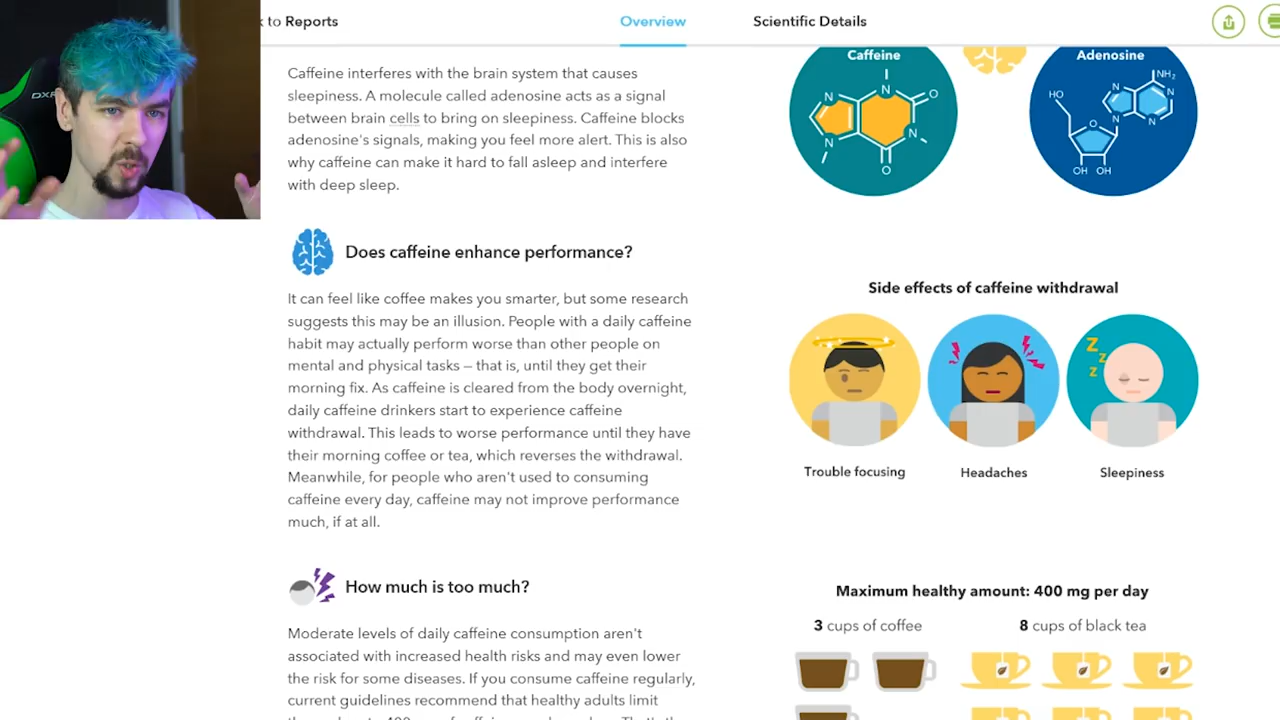 to Reports
Overview
Scientific Details
Caffeine interferes with the brain system that causes
sleepiness. A molecule called adenosine acts as a signal
between brain cells to bring on sleepiness. Caffeine blocks
adenosine's signals, making you feel more alert. This is also
why caffeine can make it hard to fall asleep and interfere
with deep sleep.
Caffeine
N
N
N
N
O
O
Adenosine
NH₂
HO
N
N
N
N
O
OH OH
Does caffeine enhance performance?
It can feel like coffee makes you smarter, but some research
suggests this may be an illusion. People with a daily caffeine
habit may actually perform worse than other people on
mental and physical tasks – that is, until they get their
morning fix. As caffeine is cleared from the body overnight,
daily caffeine drinkers start to experience caffeine
withdrawal. This leads to worse performance until they have
their morning coffee or tea, which reverses the withdrawal.
Meanwhile, for people who aren't used to consuming
caffeine every day, caffeine may not improve performance
much, if at all.
Side effects of caffeine withdrawal
Z
Z
Z
Trouble focusing
Headaches
Sleepiness
How much is too much?
Moderate levels of daily caffeine consumption aren't
associated with increased health risks and may even lower
the risk for some diseases. If you consume caffeine regularly,
current guidelines recommend that healthy adults limit
Maximum healthy amount: 400 mg per day
3 cups of coffee
8 cups of black tea